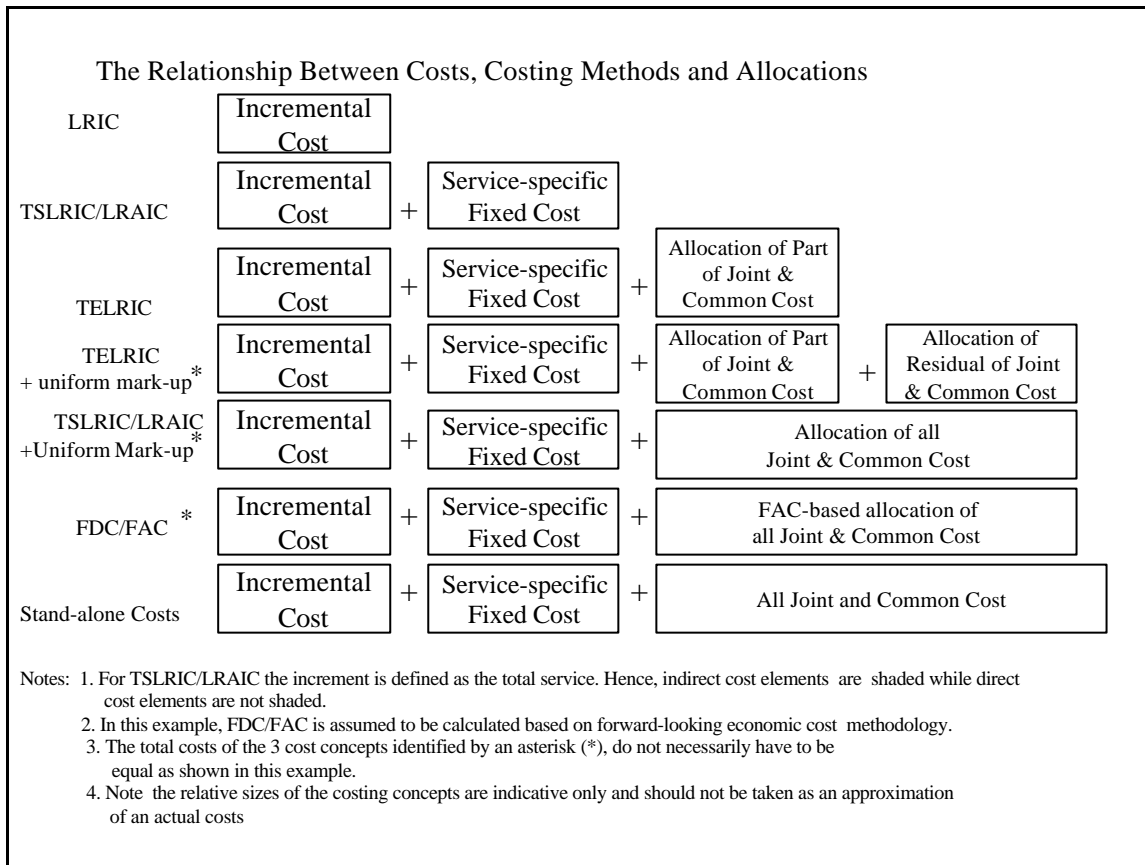 The Relationship Between Costs, Costing Methods and Allocations
LRIC
Incremental
Cost
TSLRIC/LRAIC
Incremental
Cost
+
Service-specific
Fixed Cost
TELRIC
Incremental
Cost
+
Service-specific
Fixed Cost
+
Allocation of Part
of Joint &
Common Cost
TELRIC
+ uniform mark-up*
Incremental
Cost
+
Service-specific
Fixed Cost
+
Allocation of Part
of Joint &
Common Cost
+
Allocation of
Residual of Joint
& Common Cost
TSLRIC/LRAIC
+Uniform Mark-up*
Incremental
Cost
+
Service-specific
Fixed Cost
+
Allocation of all
Joint & Common Cost
FDC/FAC *
Incremental
Cost
+
Service-specific
Fixed Cost
+
FAC-based allocation of
all Joint & Common Cost
Stand-alone Costs
Incremental
Cost
+
Service-specific
Fixed Cost
+
All Joint and Common Cost
Notes: 1. For TSLRIC/LRAIC the increment is defined as the total service. Hence, indirect cost elements are shaded while direct
cost elements are not shaded.
2. In this example, FDC/FAC is assumed to be calculated based on forward-looking economic cost methodology.
3. The total costs of the 3 cost concepts identified by an asterisk (*), do not necessarily have to be
equal as shown in this example.
4. Note the relative sizes of the costing concepts are indicative only and should not be taken as an approximation
of an actual costs